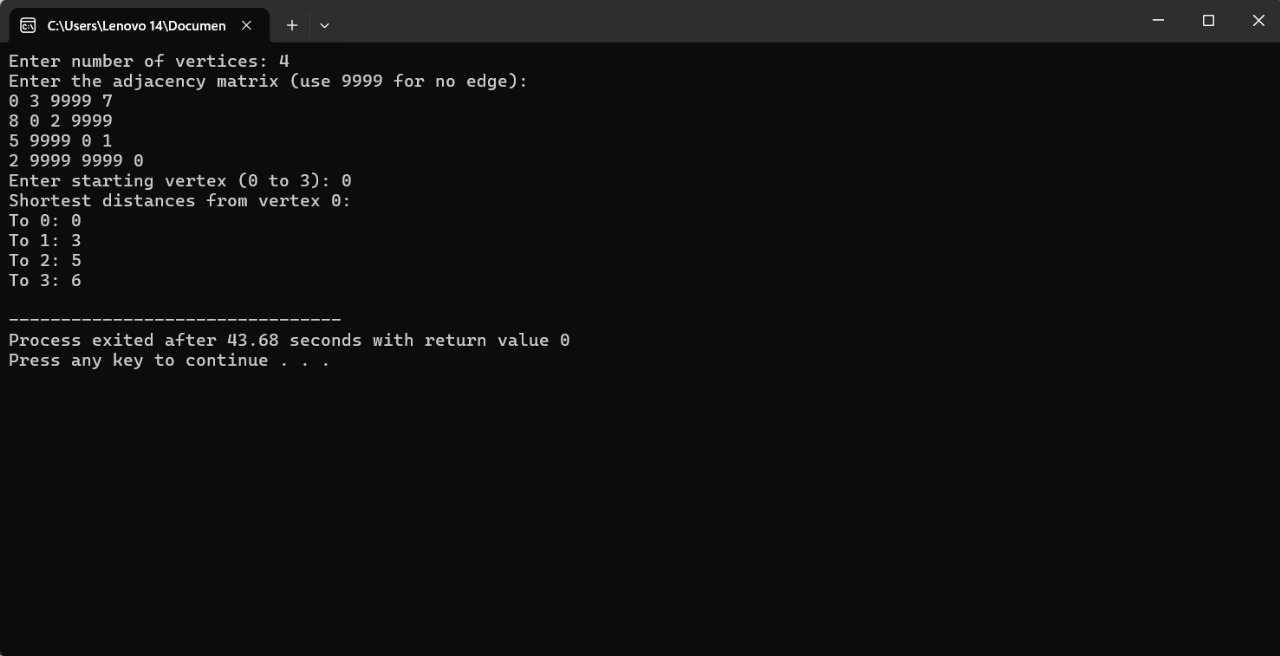 C:\Users\Lenovo 14\Documen
Enter number of vertices: 4
Enter the adjacency matrix (use 9999 for no edge):
0 3 9999 7
8 0 2 9999
5 9999 0 1
2 9999 9999 0
Enter starting vertex (0 to 3): 0
Shortest distances from vertex 0:
To 0: 0
To 1: 3
To 2: 5
To 3: 6
--------------------------------
Process exited after 43.68 seconds with return value 0
Press any key to continue . . .